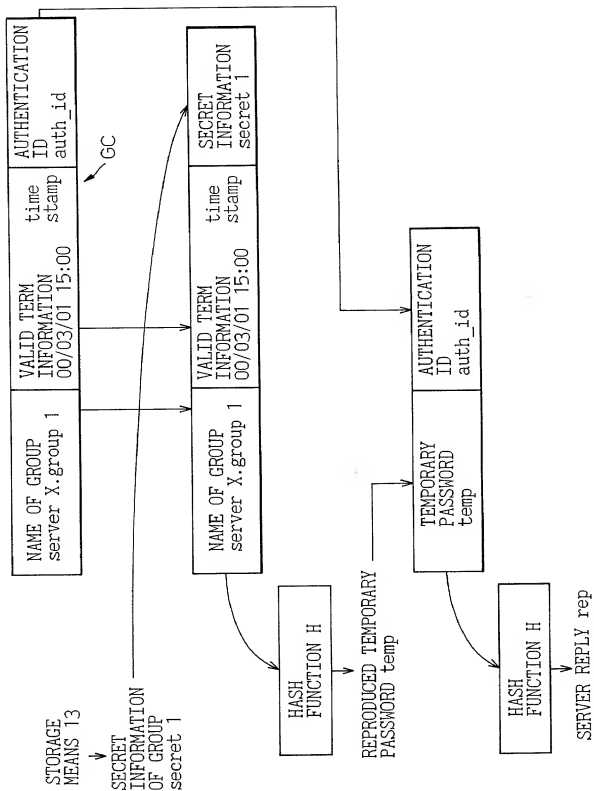 NAME OF GROUP
server X.group 1
VALID TERM
INFORMATION
00/03/01 15:00
time
stamp
AUTHENTICATION
ID
auth_id
GC
STORAGE
MEANS 13
SECRET
INFORMATION
OF GROUP
secret 1
NAME OF GROUP
server X.group 1
VALID TERM
INFORMATION
00/03/01 15:00
time
stamp
SECRET
INFORMATION
secret 1
HASH
FUNCTION H
REPRODUCED TEMPORARY
PASSWORD temp
TEMPORARY
PASSWORD
temp
AUTHENTICATION
ID
auth_id
HASH
FUNCTION H
SERVER REPLY rep